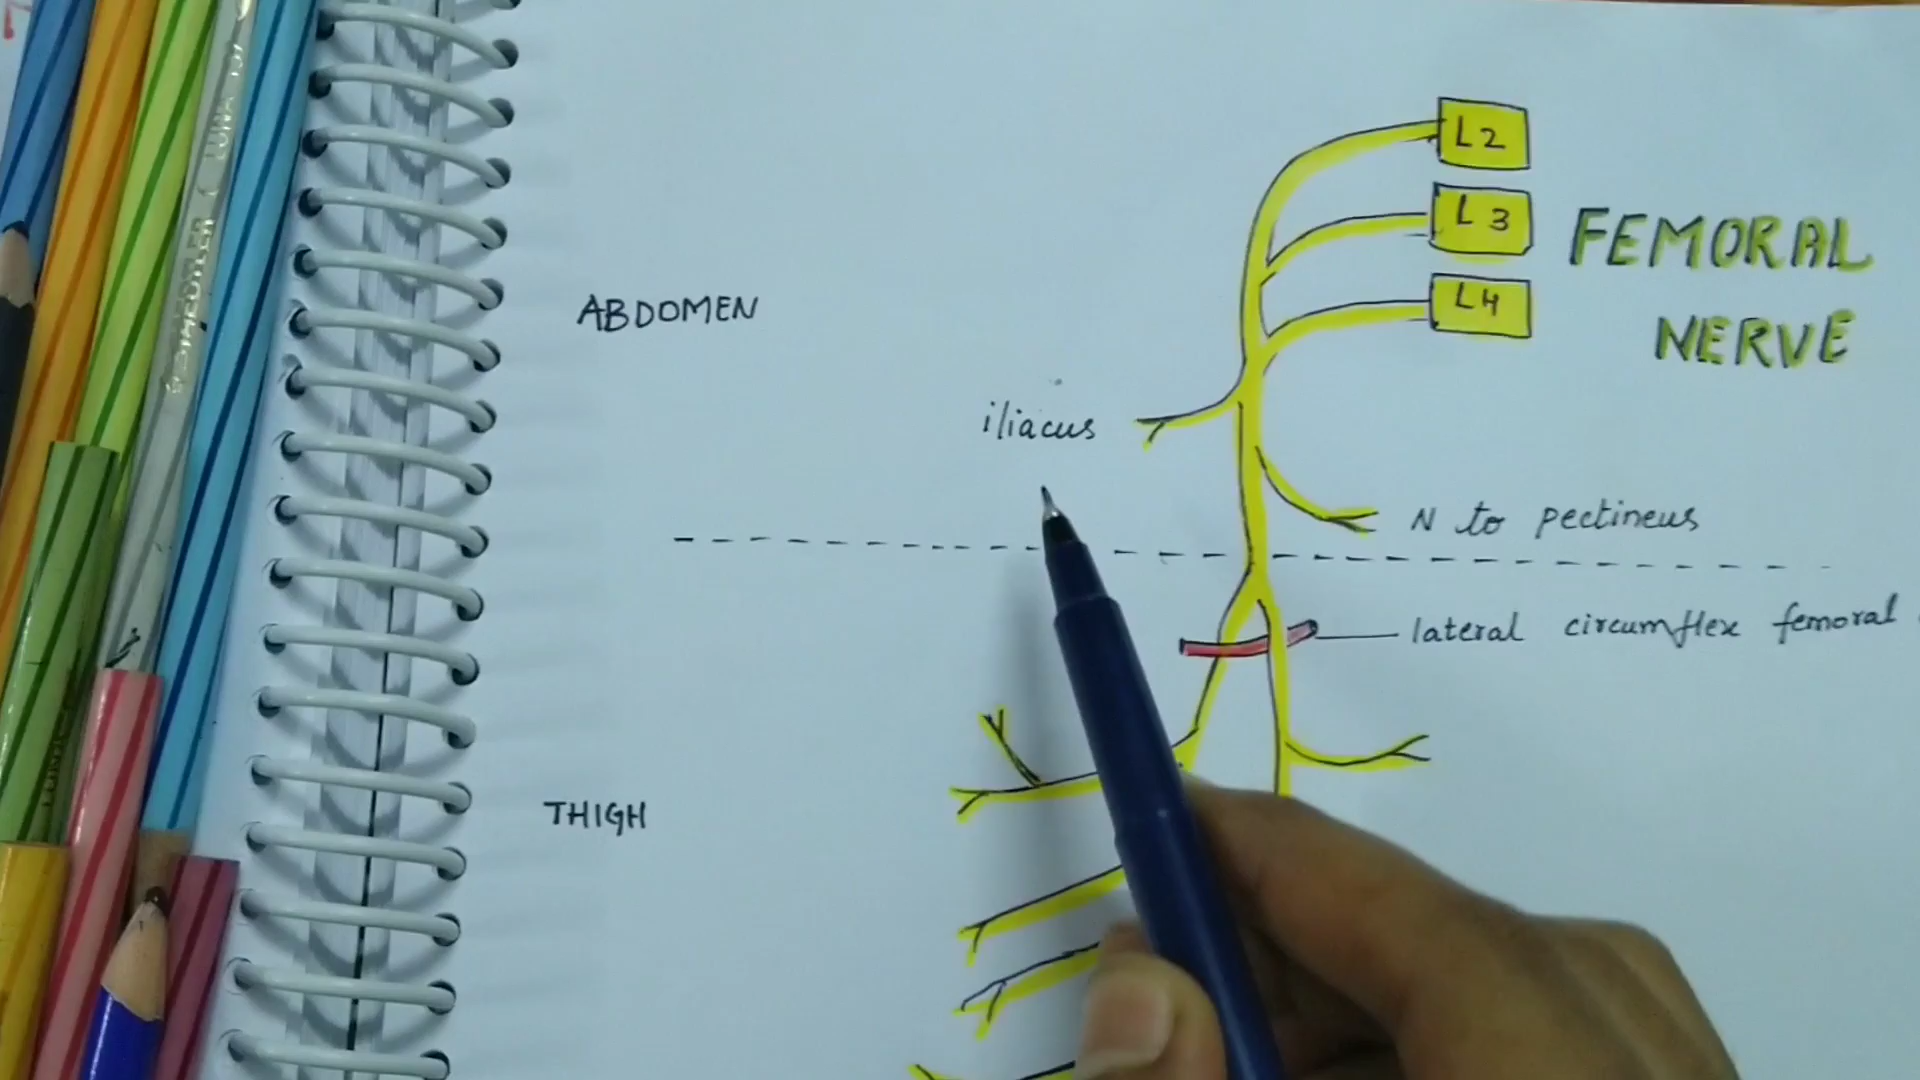 L2
L3
L4
FEMORAL
NERVE
ABDOMEN
iliacus
N to pectineus
lateral circumflex femoral
THIGH